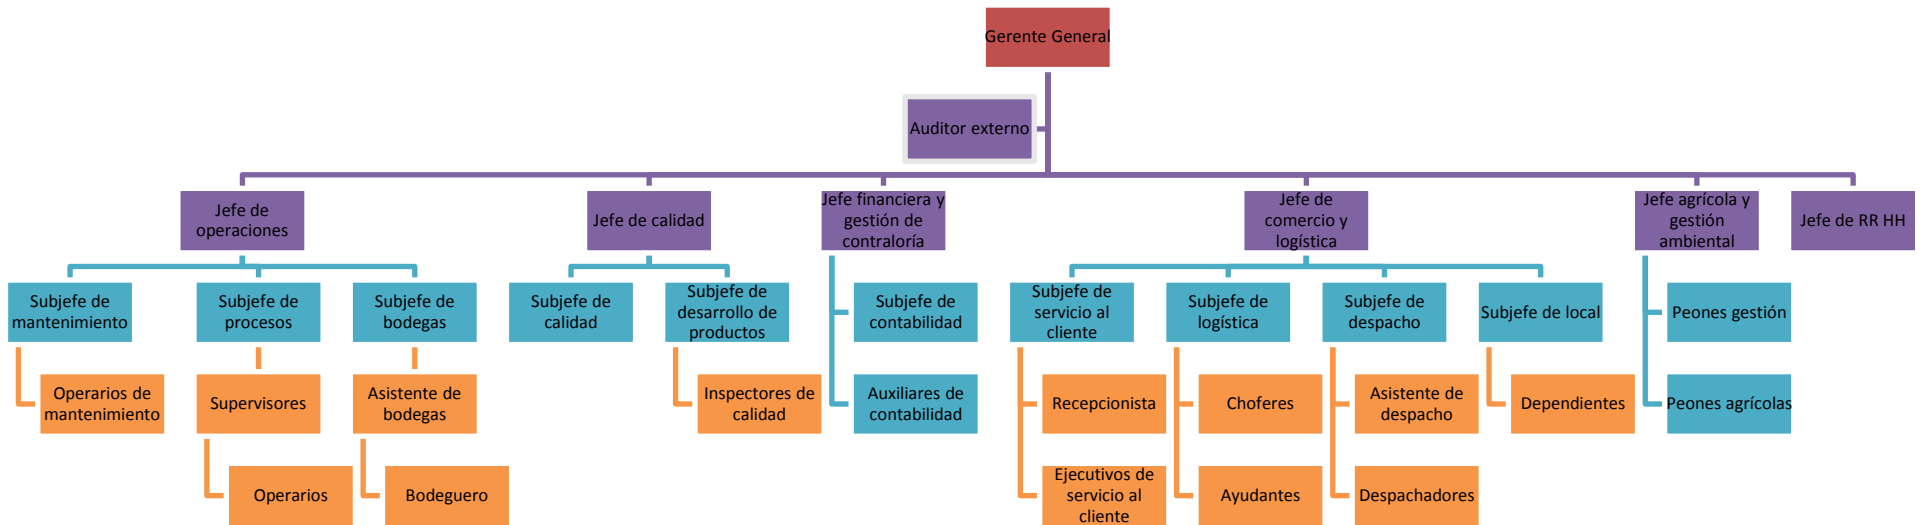 Gerente General
Auditor externo
Jefe de
operaciones
Jefe de calidad
Jefe financiera y
gestión de
contraloría
Jefe de
comercio y
logística
Jefe agrícola y
gestión
ambiental
Jefe de RR HH
Subjefe de
mantenimiento
Subjefe de
procesos
Subjefe de
bodegas
Subjefe de
calidad
Subjefe de
desarrollo de
productos
Subjefe de
contabilidad
Subjefe de
servicio al
cliente
Subjefe de
logística
Subjefe de
despacho
Subjefe de local
Peones gestión
Operarios de
mantenimiento
Supervisores
Asistente de
bodegas
Inspectores de
calidad
Auxiliares de
contabilidad
Recepcionista
Choferes
Asistente de
despacho
Dependientes
Peones agrícolas
Operarios
Bodeguero
Ejecutivos de
servicio al
cliente
Ayudantes
Despachadores